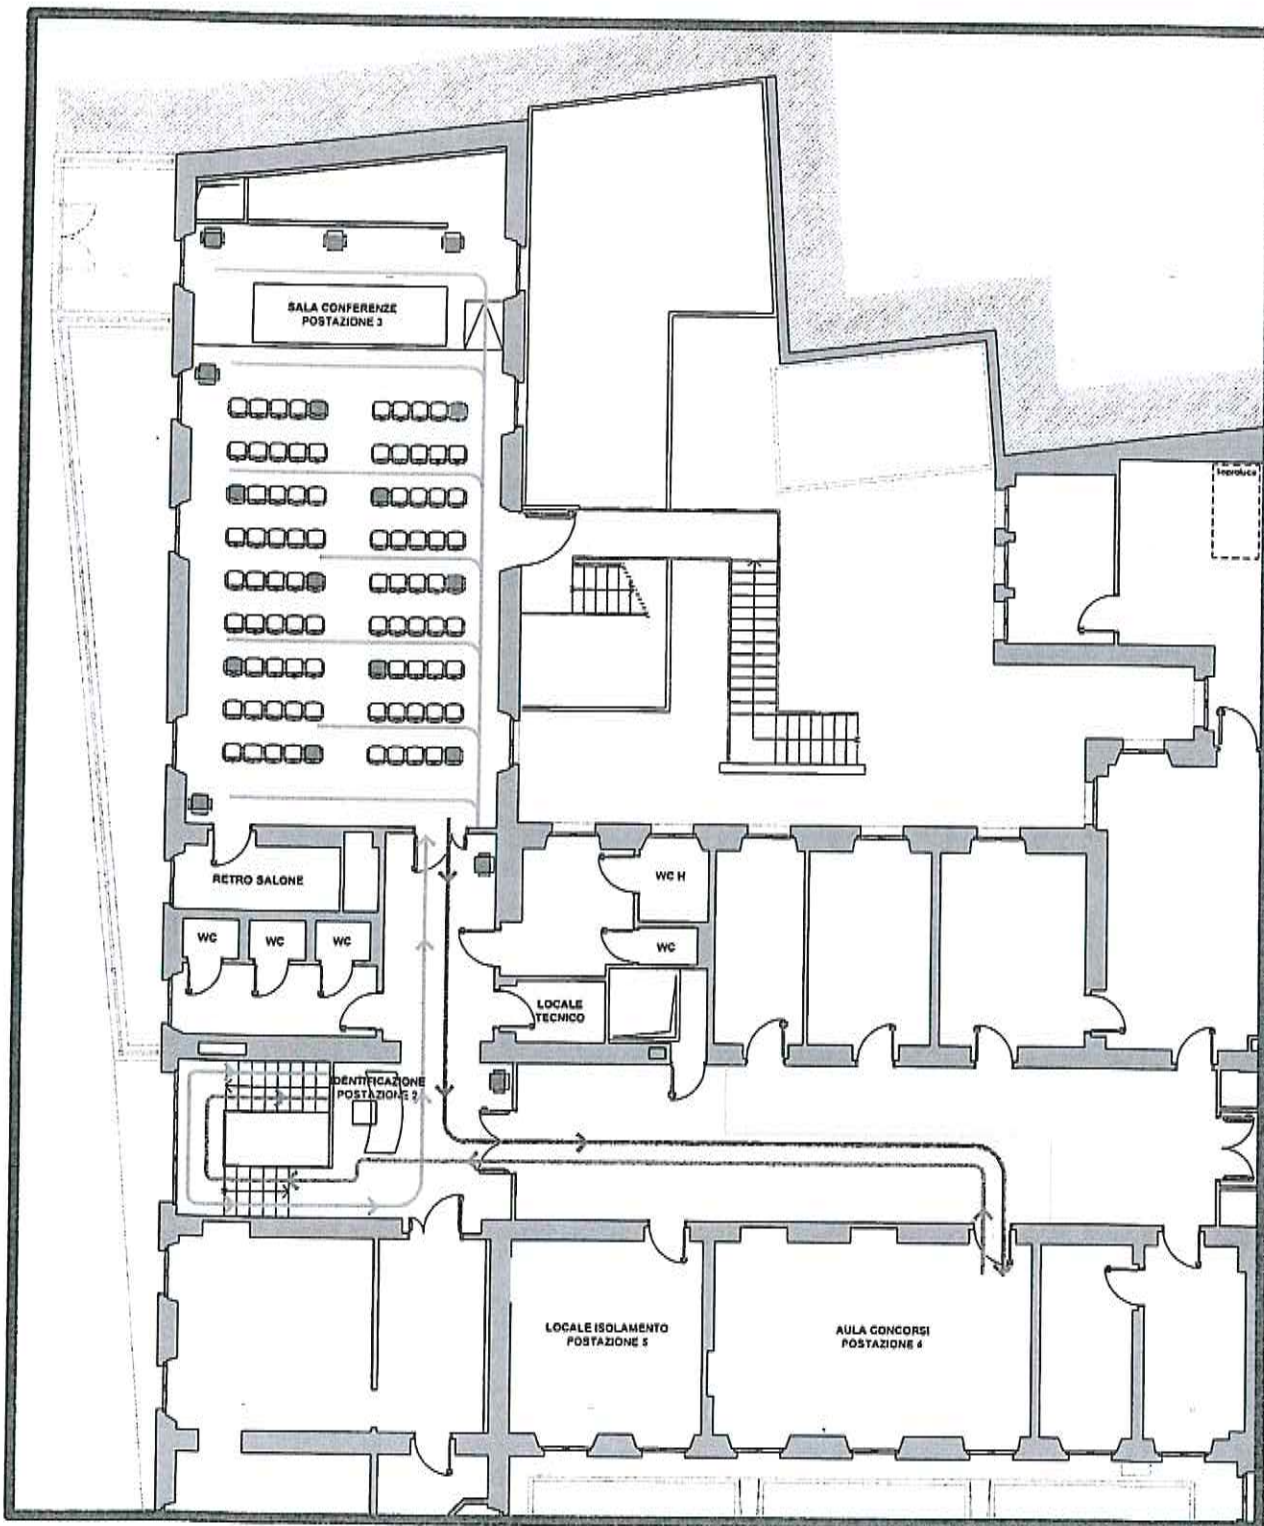 SALA CONFERENZE
POSTAZIONE 3
RETRO SALONE
WC
WC
WC
WC H
WC
LOCALE
TECNICO
IDENTIFICAZIONE
POSTAZIONE 2
LOCALE ISOLAMENTO
POSTAZIONE 5
AULA CONCORSI
POSTAZIONE 4